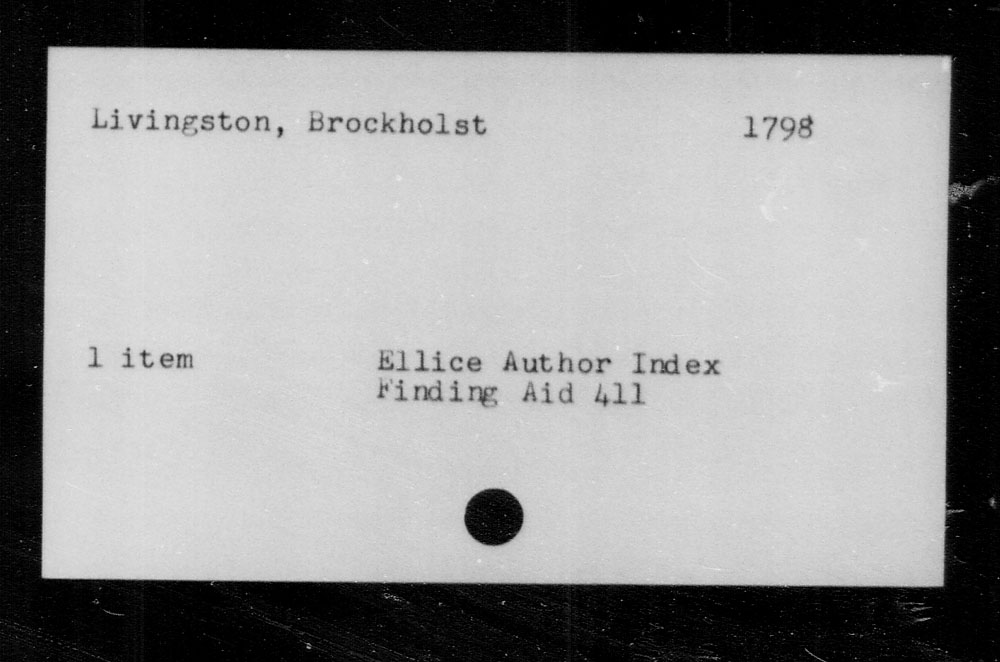 Livingston, Brockholst 1798
1 item Ellice Author Index
Finding Aid 411